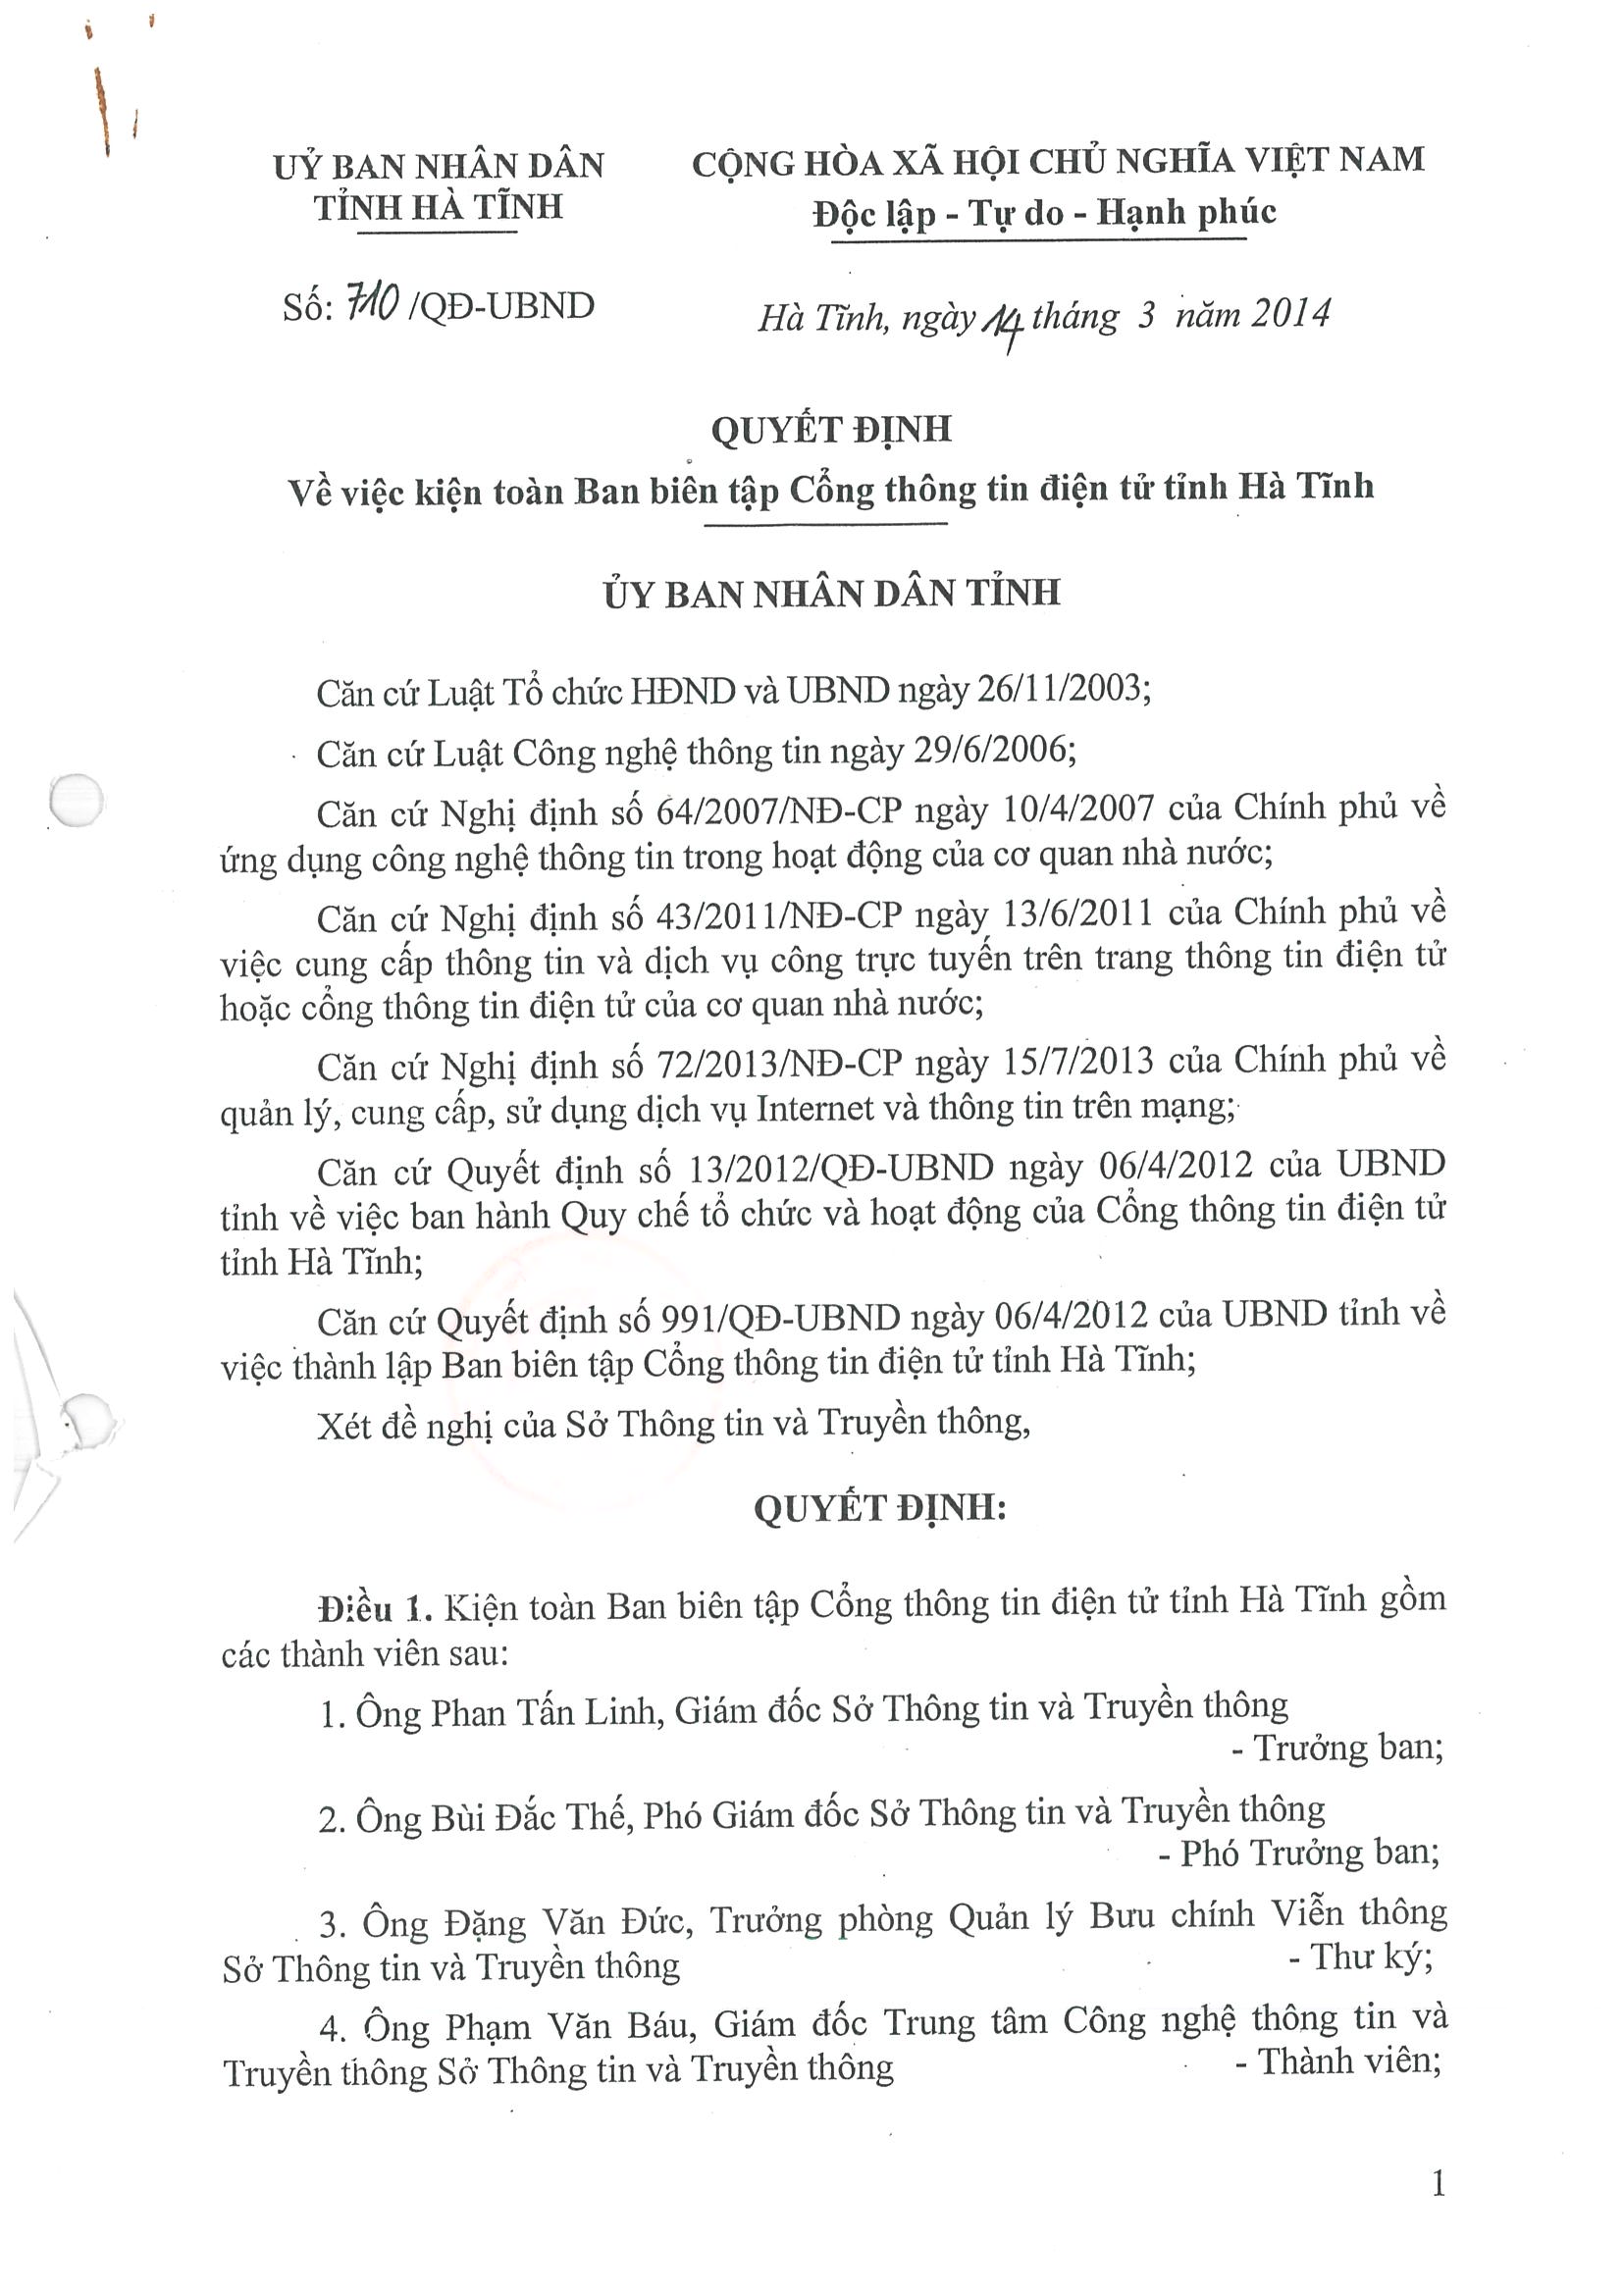 UỶ BAN NHÂN DÂN
TỈNH HÀ TĨNH
CỘNG HÒA XÃ HỘI CHỦ NGHĨA VIỆT NAM
Độc lập - Tự do - Hạnh phúc
Số: 710 /QĐ-UBND
Hà Tĩnh, ngày 14 tháng 3 năm 2014
QUYẾT ĐỊNH
Về việc kiện toàn Ban biên tập Cổng thông tin điện tử tỉnh Hà Tĩnh
ỦY BAN NHÂN DÂN TỈNH
Căn cứ Luật Tổ chức HĐND và UBND ngày 26/11/2003;
Căn cứ Luật Công nghệ thông tin ngày 29/6/2006;
Căn cứ Nghị định số 64/2007/NĐ-CP ngày 10/4/2007 của Chính phủ về
ứng dụng công nghệ thông tin trong hoạt động của cơ quan nhà nước;
Căn cứ Nghị định số 43/2011/NĐ-CP ngày 13/6/2011 của Chính phủ về
việc cung cấp thông tin và dịch vụ công trực tuyến trên trang thông tin điện tử
hoặc cổng thông tin điện tử của cơ quan nhà nước;
Căn cứ Nghị định số 72/2013/NĐ-CP ngày 15/7/2013 của Chính phủ về
quản lý, cung cấp, sử dụng dịch vụ Internet và thông tin trên mạng;
Căn cứ Quyết định số 13/2012/QĐ-UBND ngày 06/4/2012 của UBND
tỉnh về việc ban hành Quy chế tổ chức và hoạt động của Cổng thông tin điện tử
tỉnh Hà Tĩnh;
Căn cứ Quyết định số 991/QĐ-UBND ngày 06/4/2012 của UBND tỉnh về
việc thành lập Ban biên tập Cổng thông tin điện tử tỉnh Hà Tĩnh;
Xét đề nghị của Sở Thông tin và Truyền thông,
QUYẾT ĐỊNH:
Điều 1. Kiện toàn Ban biên tập Cổng thông tin điện tử tỉnh Hà Tĩnh gồm
các thành viên sau:
1. Ông Phan Tấn Linh, Giám đốc Sở Thông tin và Truyền thông
- Trưởng ban;
2. Ông Bùi Đắc Thế, Phó Giám đốc Sở Thông tin và Truyền thông
- Phó Trưởng ban;
3. Ông Đặng Văn Đức, Trưởng phòng Quản lý Bưu chính Viễn thông
Sở Thông tin và Truyền thông - Thư ký;
4. Ông Phạm Văn Báu, Giám đốc Trung tâm Công nghệ thông tin và
Truyền thông Sở Thông tin và Truyền thông - Thành viên;
1